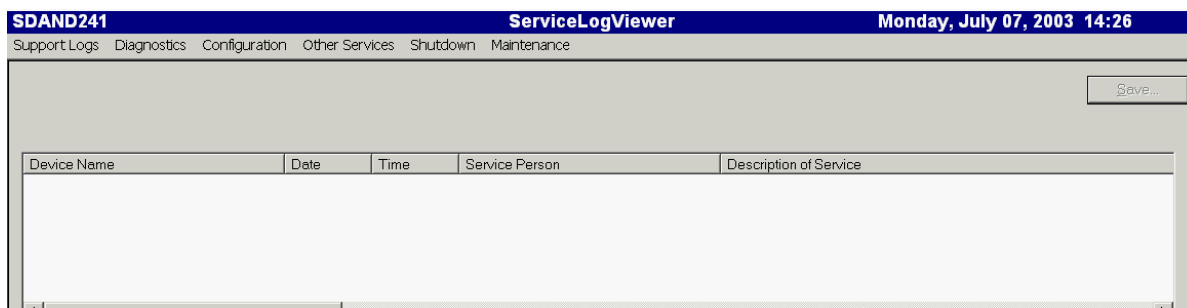 SDAND241 ServiceLogViewer Monday, July 07, 2003 14:26
Support Logs Diagnostics Configuration Other Services Shutdown Maintenance
Save...
Device Name Date Time Service Person Description of Service